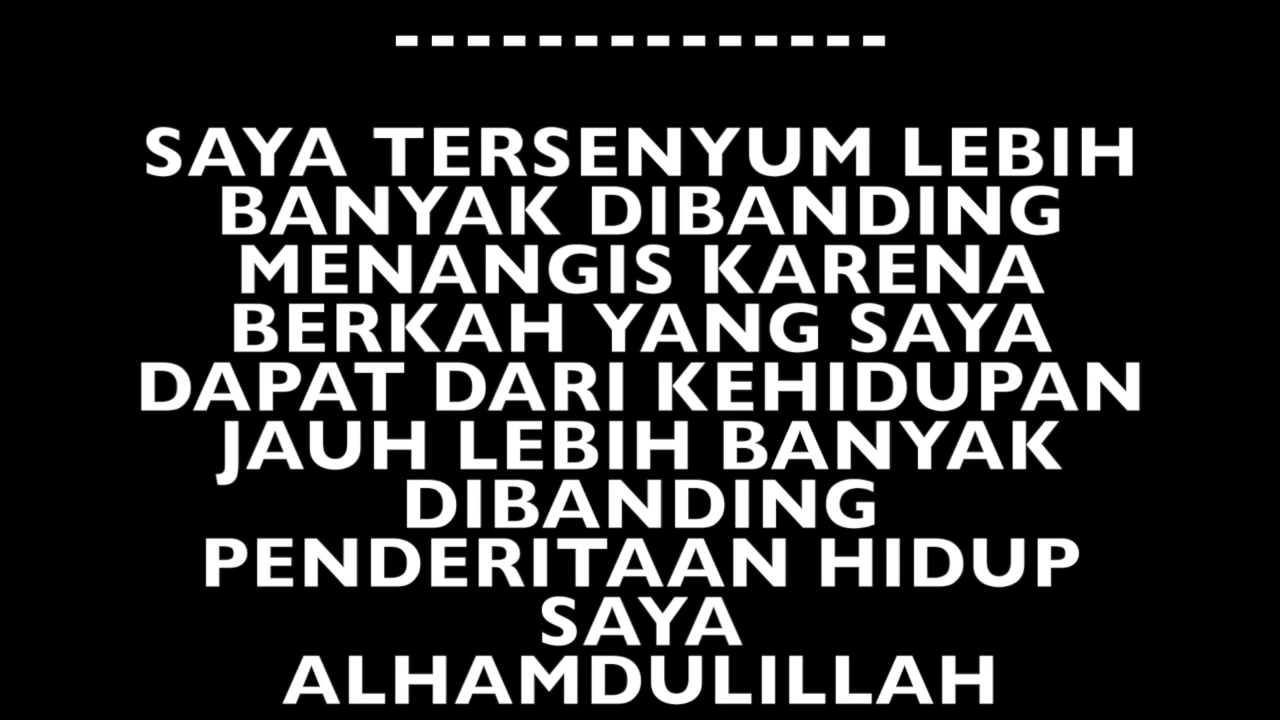 --------------
SAYA TERSENYUM LEBIH
BANYAK DIBANDING
MENANGIS KARENA
BERKAH YANG SAYA
DAPAT DARI KEHIDUPAN
JAUH LEBIH BANYAK
DIBANDING
PENDERITAAN HIDUP
SAYA
ALHAMDULILLAH